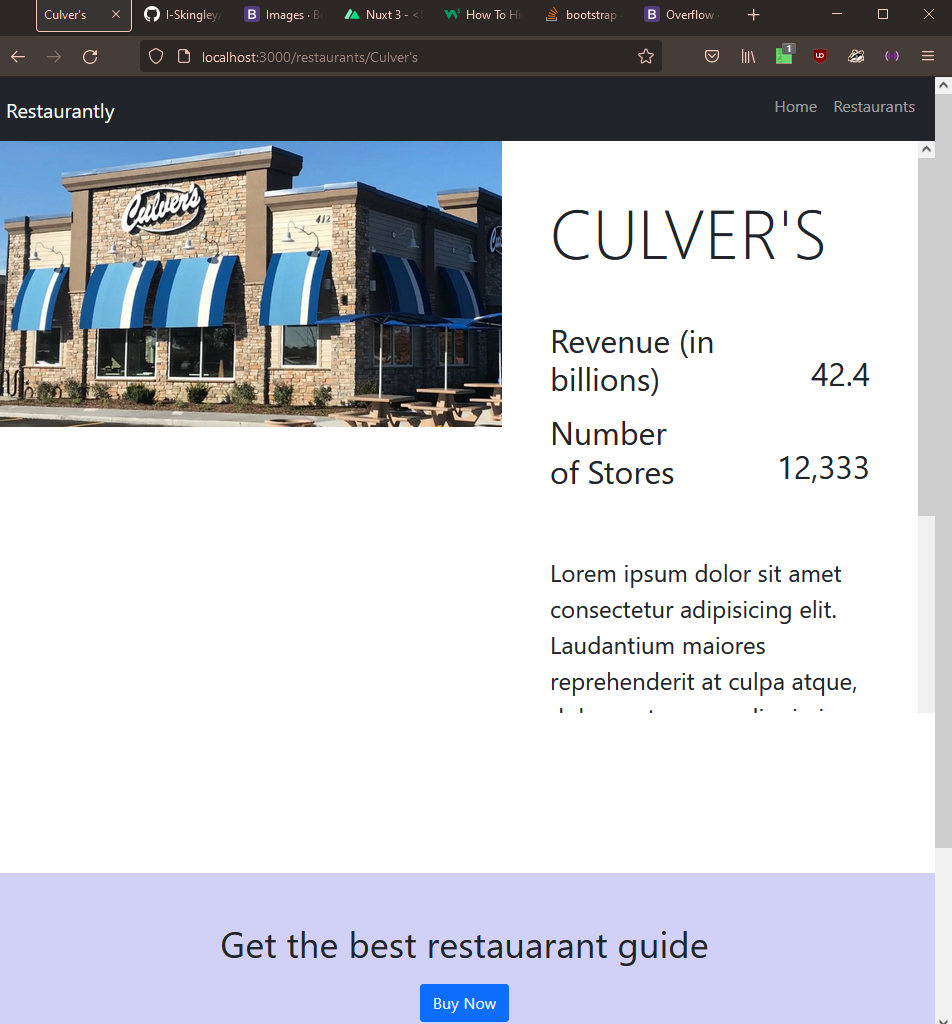 Culver's
I-Skingley/
Images · B
Nuxt 3 - <
How To Hi
bootstrap
Overflow ·
localhost:3000/restaurants/Culver's
1
Restaurantly
Home
Restaurants
Culver's
412
CULVER'S
Revenue (in
billions)
42.4
Number
of Stores
12,333
Lorem ipsum dolor sit amet
consectetur adipisicing elit.
Laudantium maiores
reprehenderit at culpa atque,
Get the best restauarant guide
Buy Now